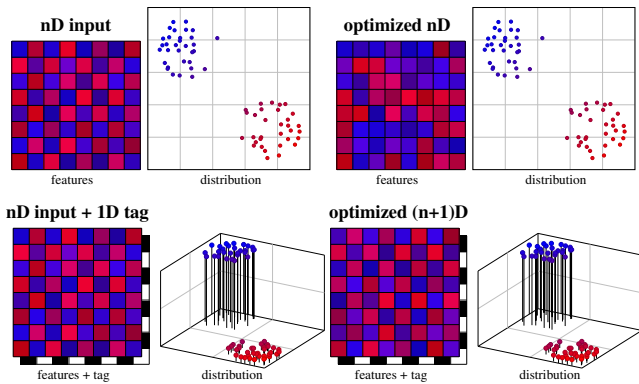 nD input
optimized nD
features
distribution
features
distribution
nD input + 1D tag
optimized (n+1)D
features + tag
distribution
features + tag
distribution